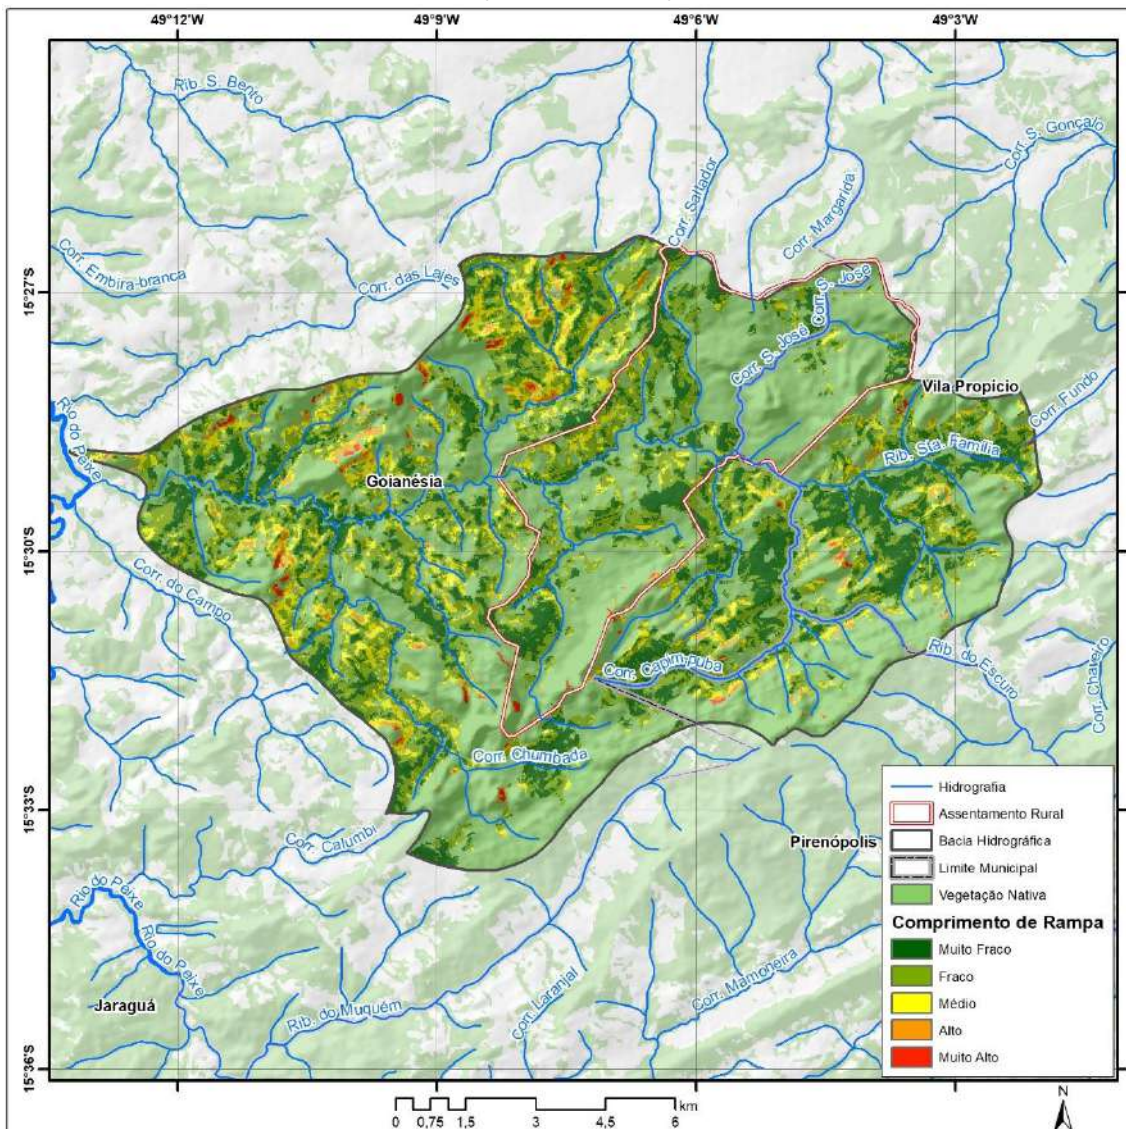 49°12'W
49°9'W
49°6'W
49°3'W
Rib. S. Bento
Corr. S. Gonçalo
Corr. Saltador
Corr. Margarida
Corr. Embira-branca
Corr. das Lajes
Corr. S. José
15°27'S
Corr. S. José
Vila Propício
Corr. Fundo
Rio do Peixe
Rib. Sta. Família
Goianésia
15°30'S
Corr. do Campo
Corr. Capim-puba
Rib. do Escuro
Corr. Chaveiro
Corr. Chumbada
Hidrografia
Assentamento Rural
15°33'S
Corr. Calumbi
Pirenópolis
Bacia Hidrográfica
Limite Municipal
Rio do Peixe
Vegetação Nativa
Comprimento de Rampa
Rio do Peixe
Muito Fraco
Corr. Laranjal
Corr. Mamoneira
Fraco
Jaraguá
Rib. do Muquém
Médio
Alto
Muito Alto
15°36'S
km
0 0,75 1,5 3 4,5 6
N